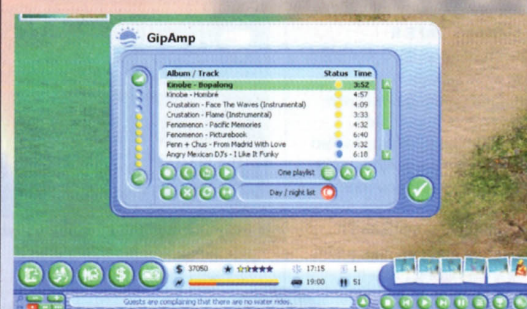 GipAmp
Album / Track Status Time
Kinobe - Bopalong 3:52
Kinobe - Hombré 4:57
Crustation - Face The Waves (Instrumental) 4:09
Crustation - Flame (Instrumental) 3:33
Fenomenon - Pacific Memories 4:32
Fenomenon - Picturebook 6:40
Penn + Chus - From Madrid With Love 9:32
Angry Mexican DJ's - I Like It Funky 6:18
One playlist
Day / night list
$ 37050 17:15 1
19:00 51
Guests are complaining that there are no water rides.